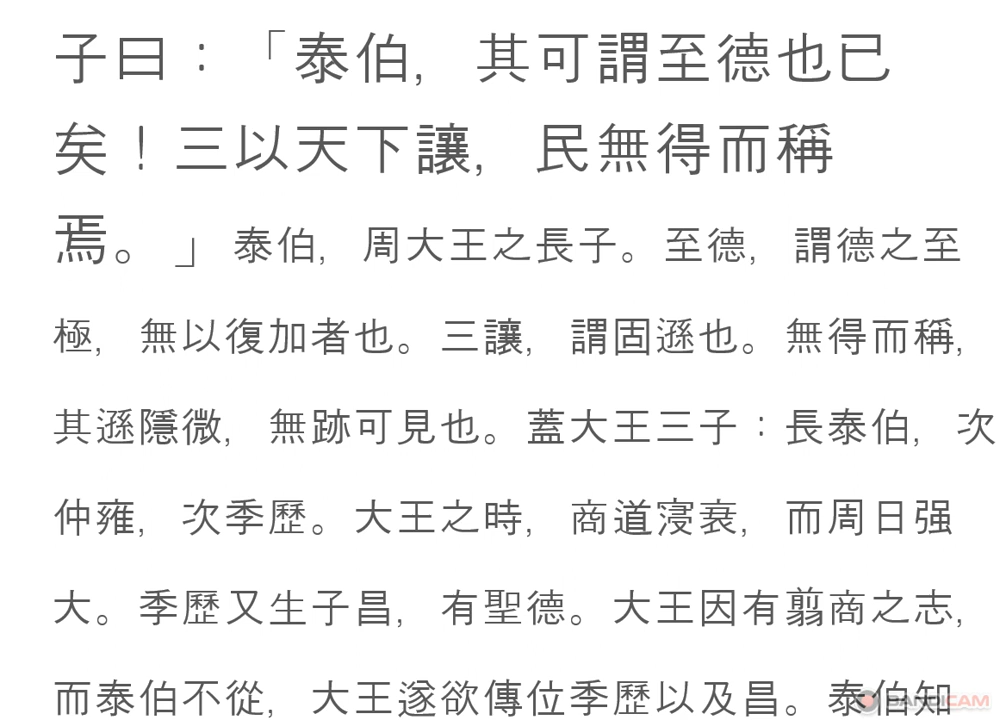 子曰：「泰伯，其可謂至德也已
矣！三以天下讓，民無得而稱
焉。」泰伯，周大王之長子。至德，謂德之至
極，無以復加者也。三讓，謂固遜也。無得而稱，
其遜隱微，無跡可見也。蓋大王三子：長泰伯，次
仲雍，次季歷。大王之時，商道寖衰，而周日强
大。季歷又生子昌，有聖德。大王因有翦商之志，
而泰伯不從，大王遂欲傳位季歷以及昌。泰伯知
BANDICAM